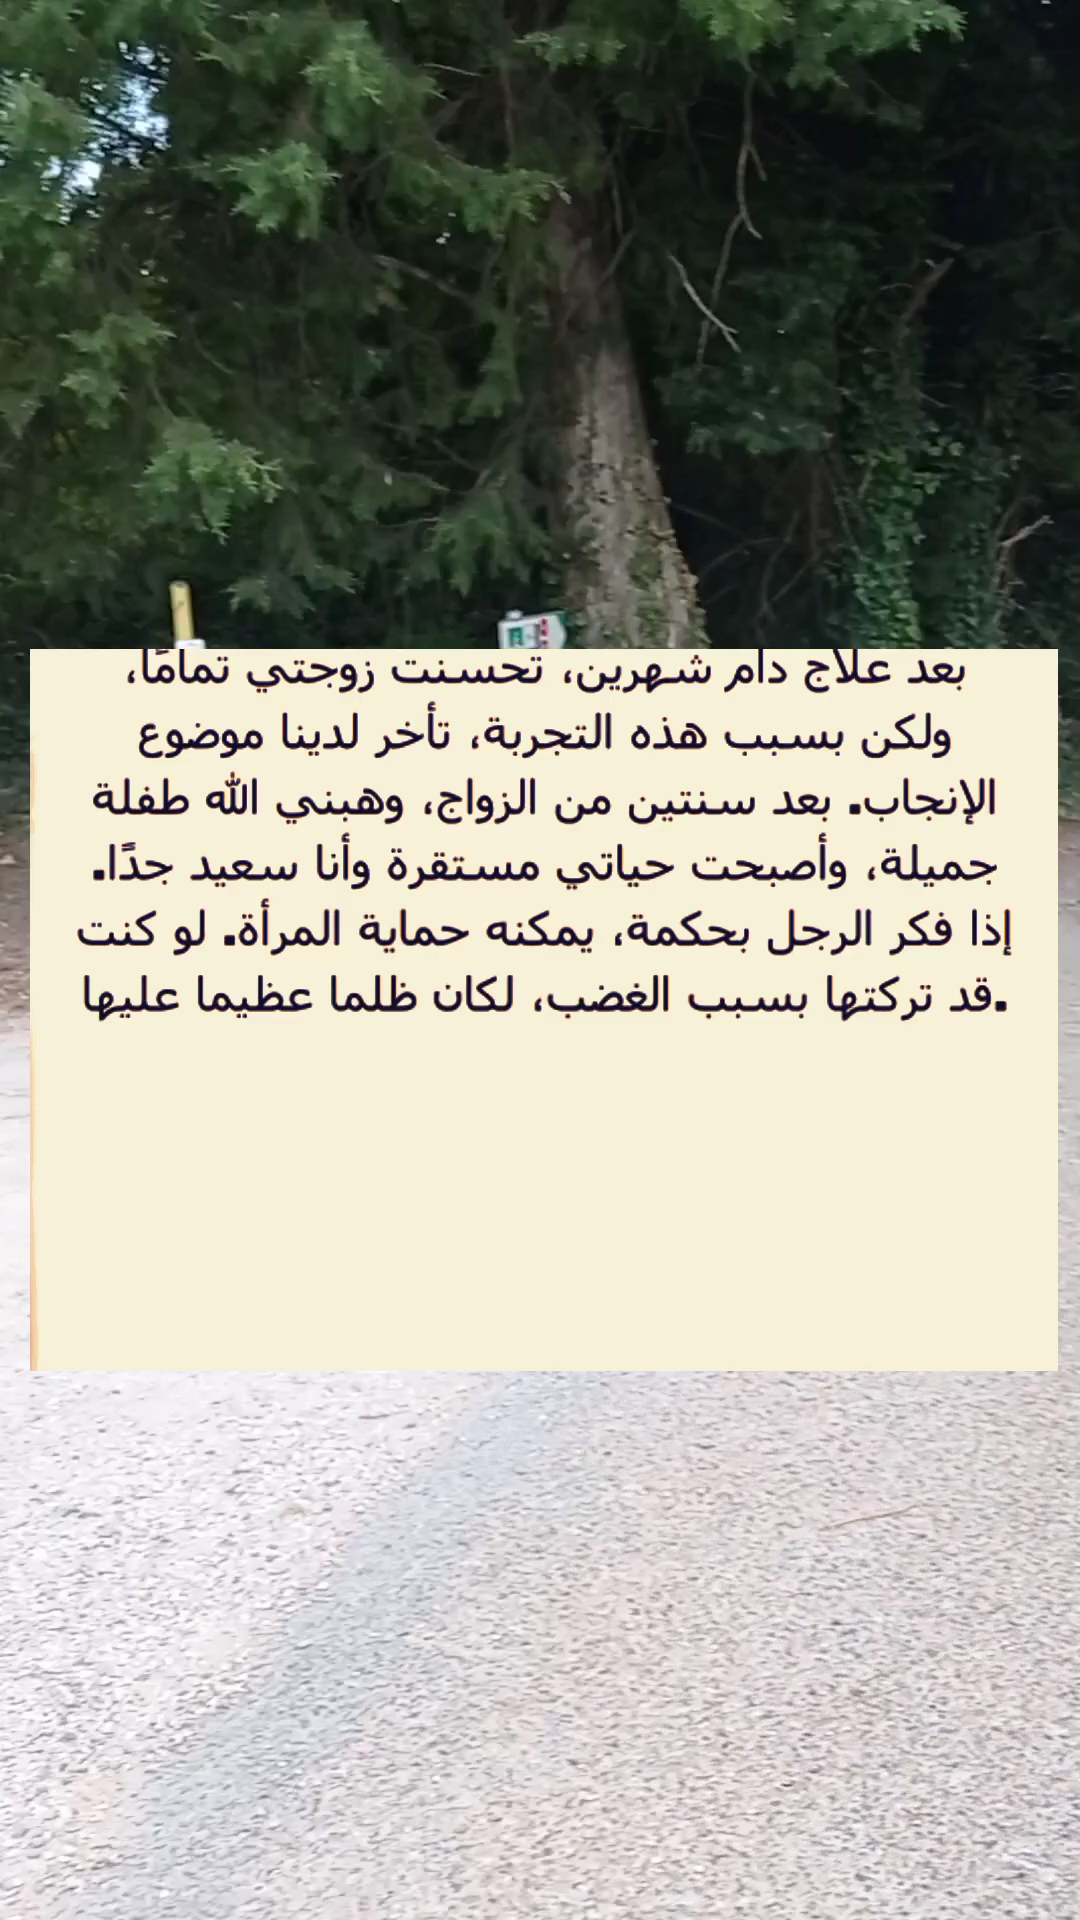 بعد علاج دام شهرين، تحسنت زوجتي تمامًا،
ولكن بسبب هذه التجربة، تأخر لدينا موضوع
الإنجاب. بعد سنتين من الزواج، وهبني الله طفلة
جميلة، وأصبحت حياتي مستقرة وأنا سعيد جدًا.
إذا فكر الرجل بحكمة، يمكنه حماية المرأة. لو كنت
قد تركتها بسبب الغضب، لكان ظلما عظيما عليها.